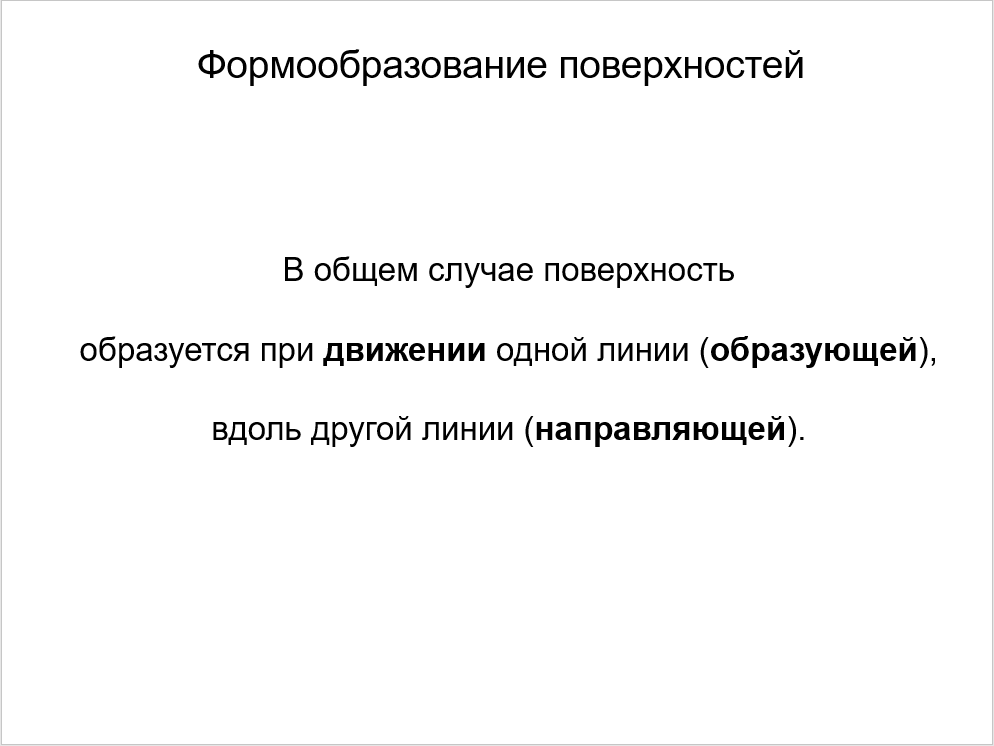 Формообразование поверхностей
В общем случае поверхность
образуется при движении одной линии (образующей),
вдоль другой линии (направляющей).